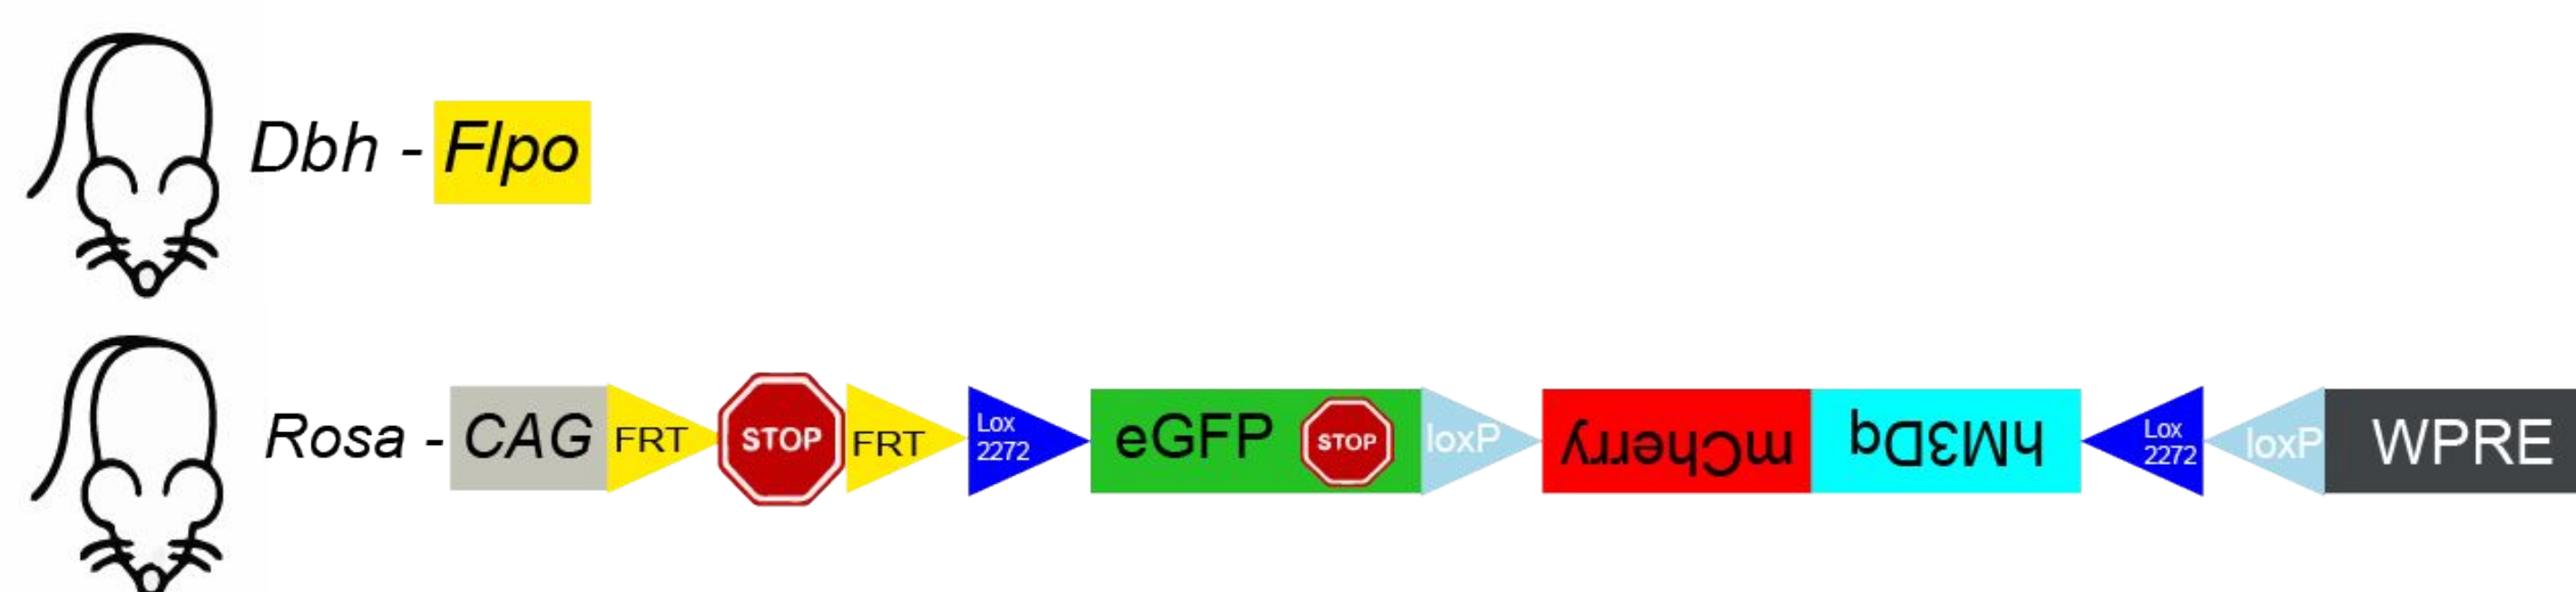 Dbh - Flpo
Rosa - CAG FRT STOP FRT Lox 2272 eGFP STOP loxP mCherry hM3Dq Lox 2272 loxP WPRE